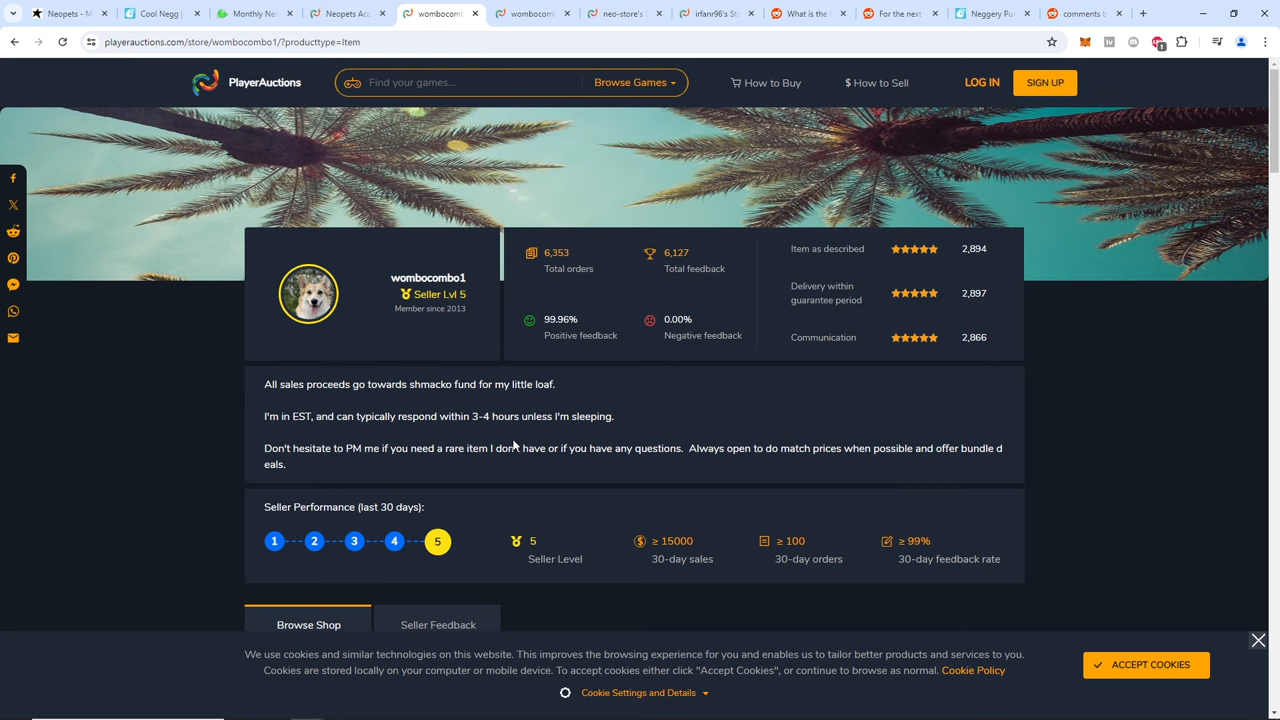 Neopets - M
Cool Negg
Monthly Ne
Neopets Acc
wombocomb
wombocomb
neo-store's
irfanr96's St
What is the
For the next
Neggery Pu
comments b
playerauctions.com/store/wombocombo1/?producttype=Item
1
PlayerAuctions
Find your games...
Browse Games
How to Buy
$ How to Sell
LOG IN
SIGN UP
wombocombo1
Seller Lvl 5
Member since 2013
6,353
Total orders
6,127
Total feedback
99.96%
Positive feedback
0.00%
Negative feedback
Item as described
2,894
Delivery within
guarantee period
2,897
Communication
2,866
All sales proceeds go towards shmacko fund for my little loaf.
I'm in EST, and can typically respond within 3-4 hours unless I'm sleeping.
Don't hesitate to PM me if you need a rare item I don't have or if you have any questions. Always open to do match prices when possible and offer bundle d
eals.
Seller Performance (last 30 days):
1 2 3 4 5
5
Seller Level
≥ 15000
30-day sales
≥ 100
30-day orders
≥ 99%
30-day feedback rate
Browse Shop
Seller Feedback
We use cookies and similar technologies on this website. This improves the browsing experience for you and enables us to tailor better products and services to you.
Cookies are stored locally on your computer or mobile device. To accept cookies either click "Accept Cookies", or continue to browse as normal. Cookie Policy
ACCEPT COOKIES
Cookie Settings and Details